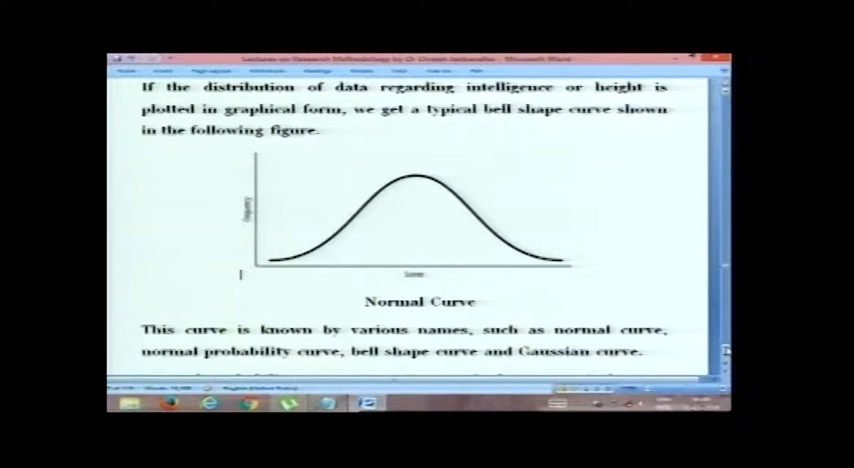 If the distribution of data regarding intelligence or height is
plotted in graphical form, we get a typical bell shape curve shown
in the following figure.
Frequency
Scores
Normal Curve
This curve is known by various names, such as normal curve,
normal probability curve, bell shape curve and Gaussian curve.